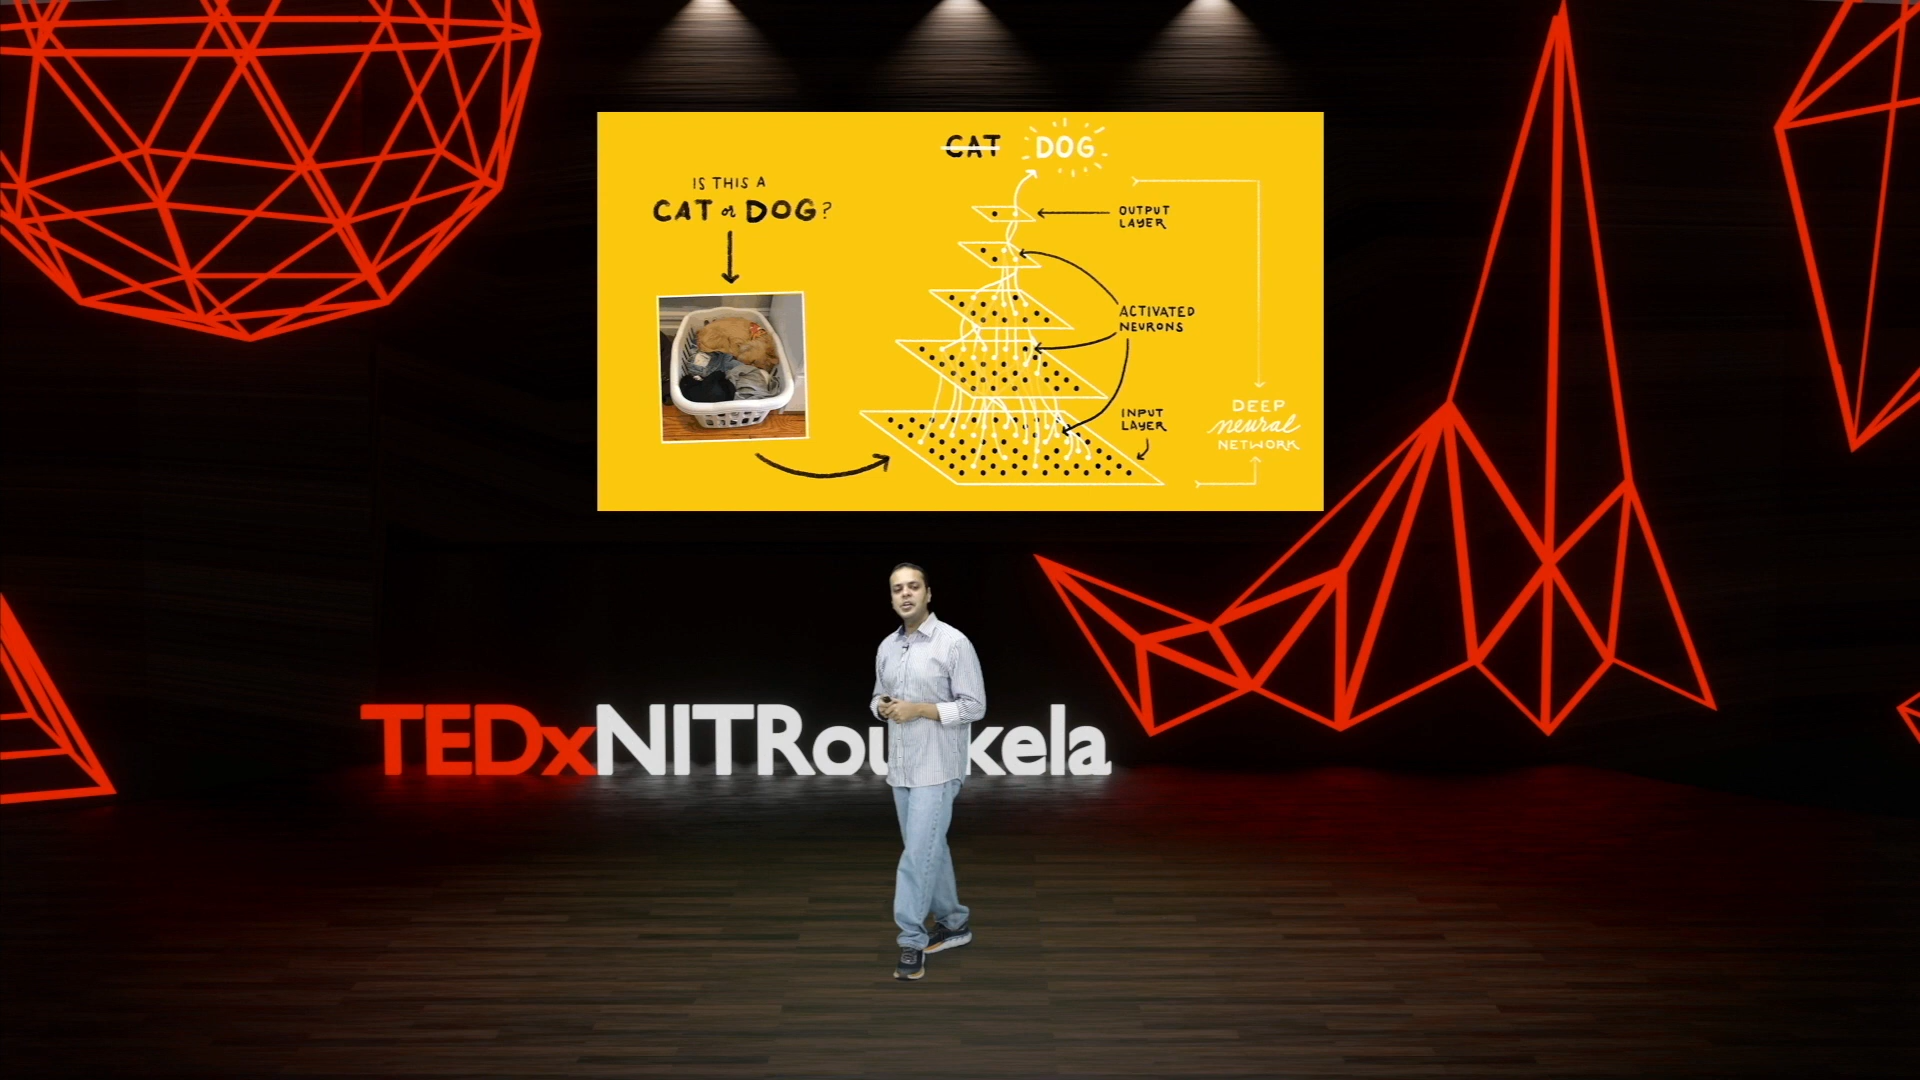 IS THIS A
CAT or DOG?
CAT DOG
OUTPUT
LAYER
ACTIVATED
NEURONS
INPUT
LAYER
DEEP
neural
NETWORK
TEDxNITRou kela